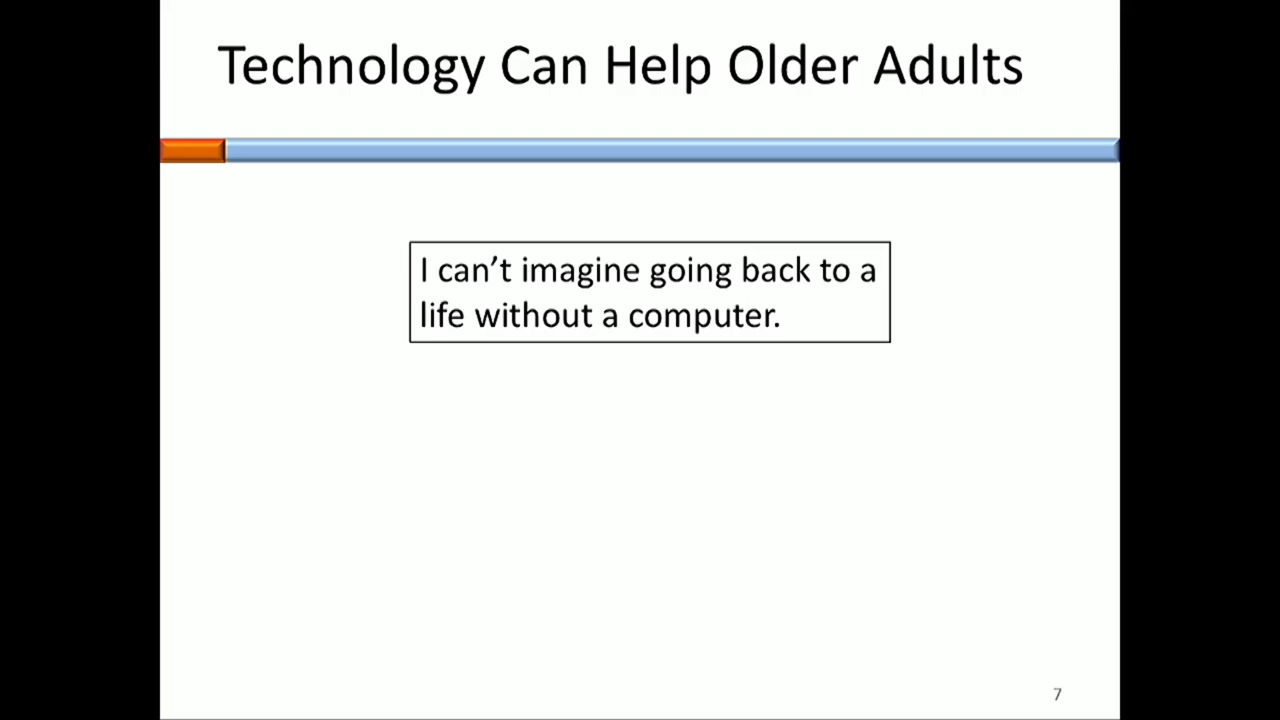 Technology Can Help Older Adults
I can’t imagine going back to a
life without a computer.
7